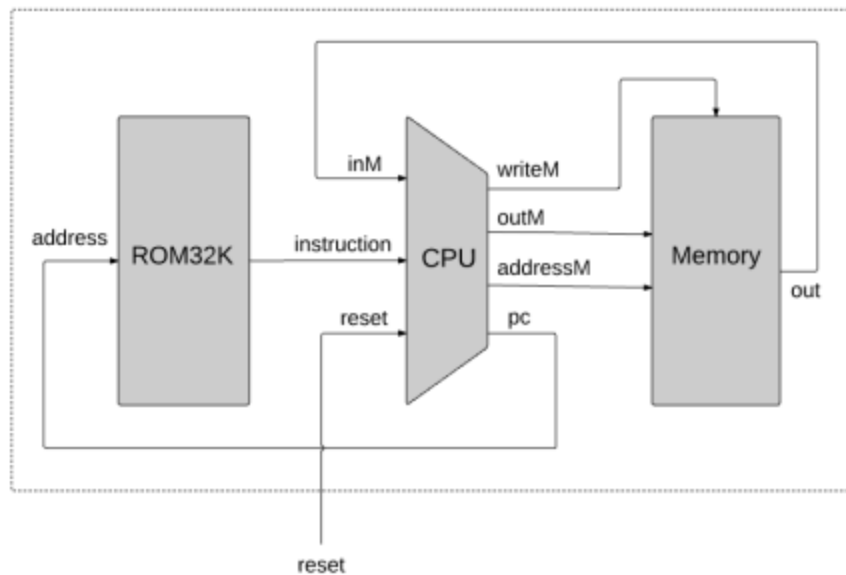 inM
writeM
address
ROM32K
instruction
CPU
outM
addressM
Memory
out
reset
pc
reset